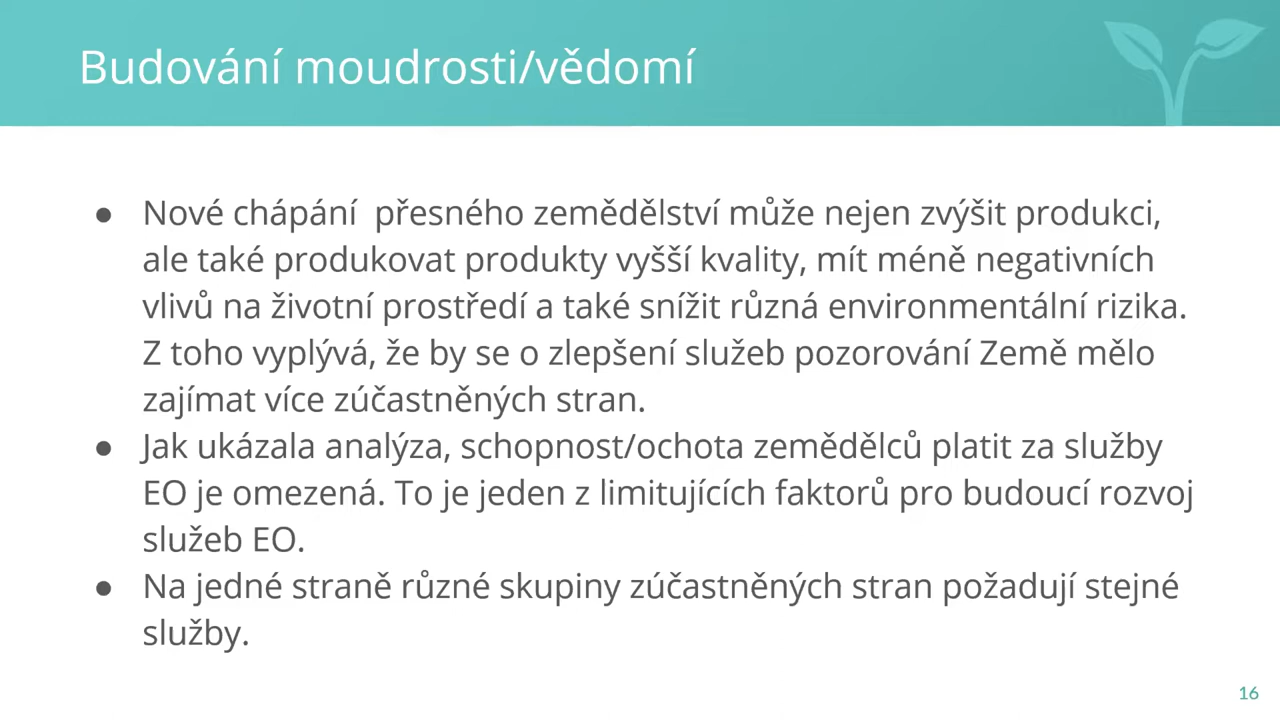 Budování moudrosti/vědomí
● Nové chápání  přesného zemědělství může nejen zvýšit produkci,
ale také produkovat produkty vyšší kvality, mít méně negativních
vlivů na životní prostředí a také snížit různá environmentální rizika.
Z toho vyplývá, že by se o zlepšení služeb pozorování Země mělo
zajímat více zúčastněných stran.
● Jak ukázala analýza, schopnost/ochota zemědělců platit za služby
EO je omezená. To je jeden z limitujících faktorů pro budoucí rozvoj
služeb EO.
● Na jedné straně různé skupiny zúčastněných stran požadují stejné
služby.
16